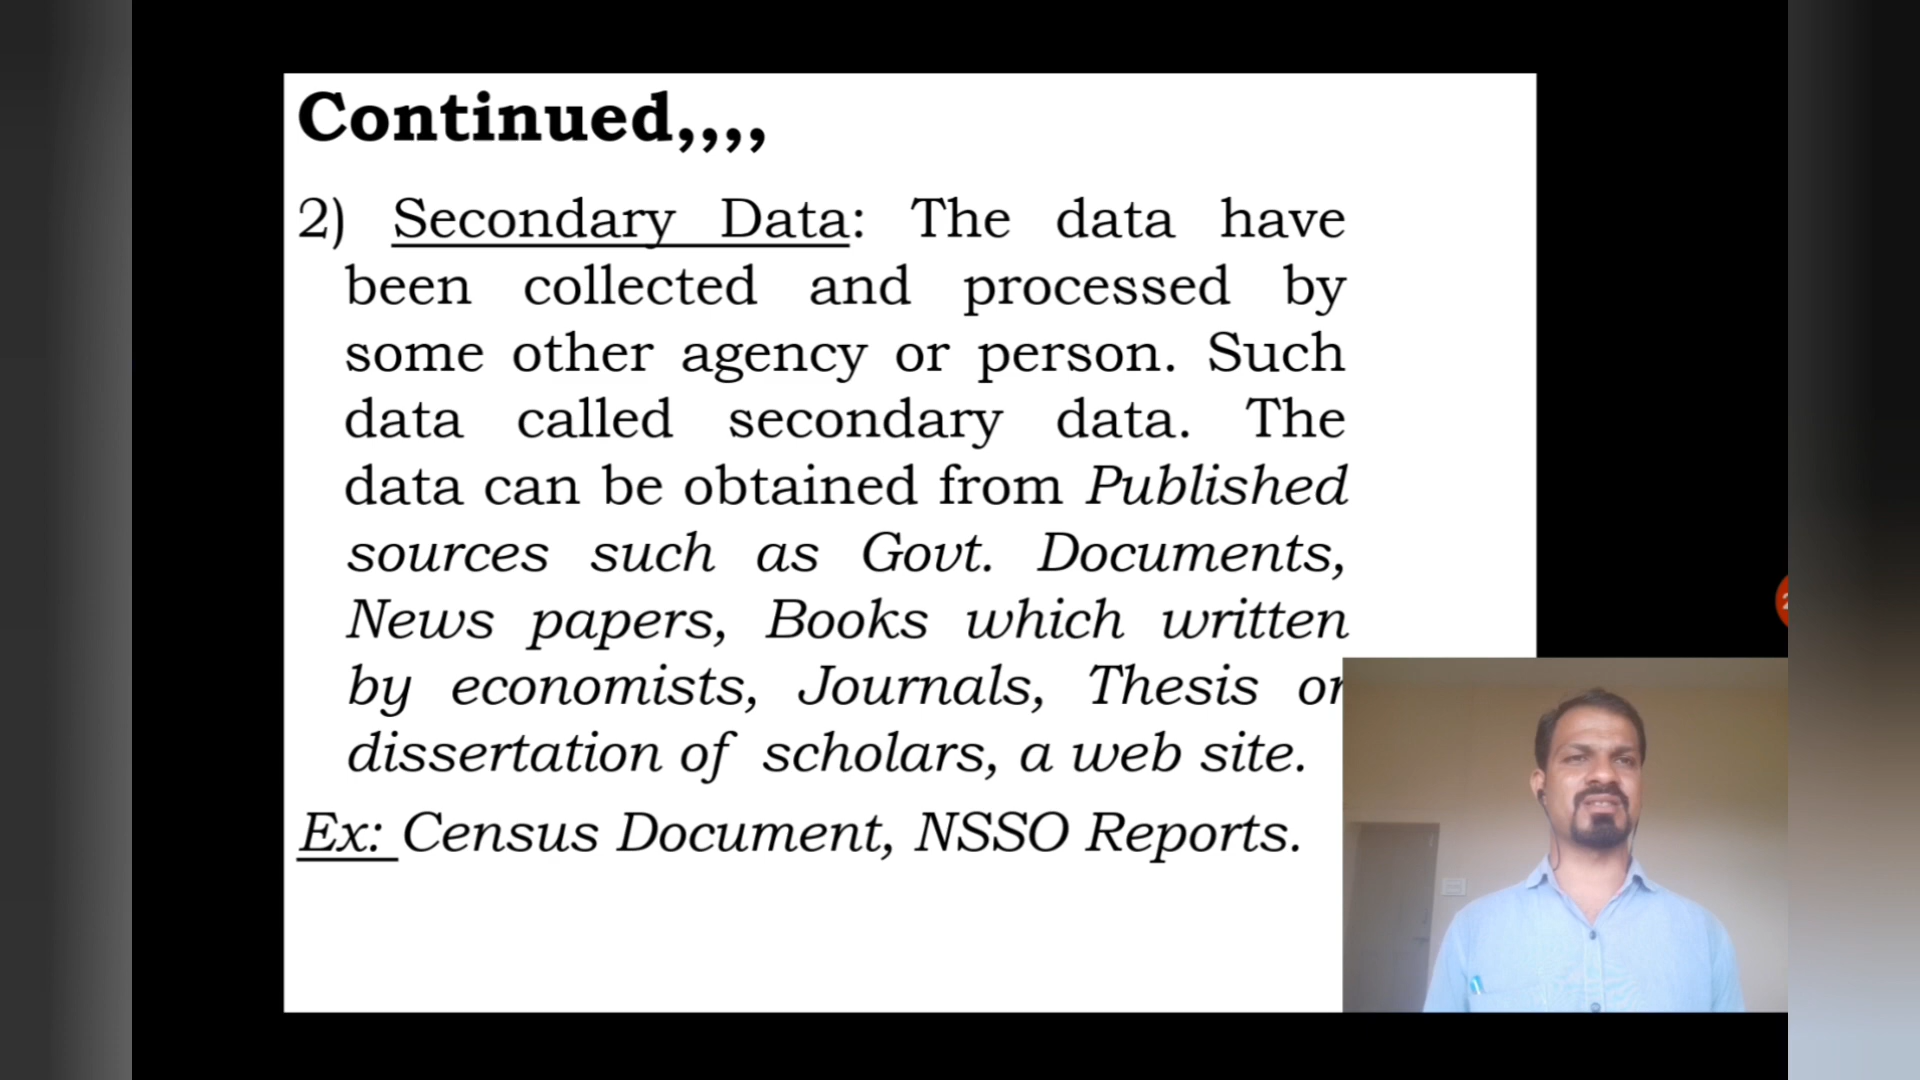 Continued,,,,
2) Secondary Data: The data have
been collected and processed by
some other agency or person. Such
data called secondary data. The
data can be obtained from Published
sources such as Govt. Documents,
News papers, Books which written
by economists, Journals, Thesis or
dissertation of scholars, a web site.
Ex: Census Document, NSSO Reports.